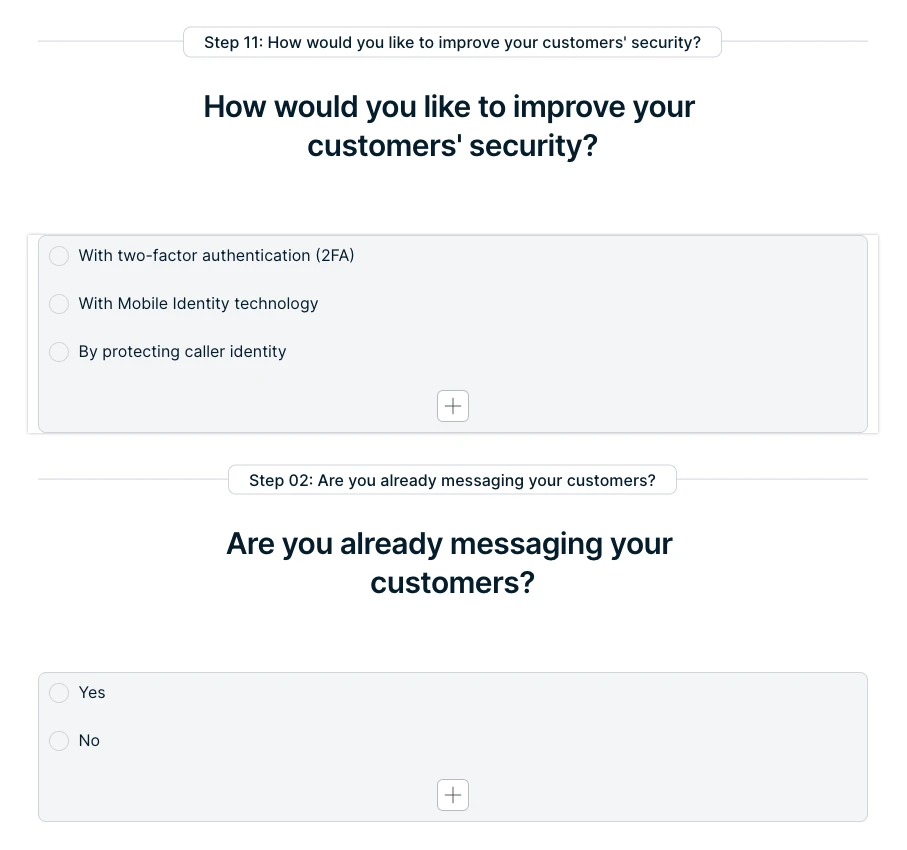 Step 11: How would you like to improve your customers' security?
How would you like to improve your
customers' security?
With two-factor authentication (2FA)
With Mobile Identity technology
By protecting caller identity
Step 02: Are you already messaging your customers?
Are you already messaging your
customers?
Yes
No